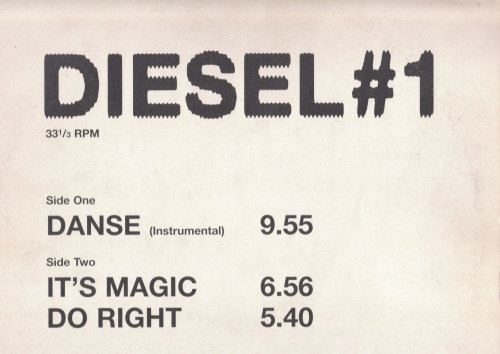 DIESEL#1
33¹/₃ RPM
Side One
DANSE (Instrumental) 9.55
Side Two
IT'S MAGIC 6.56
DO RIGHT 5.40